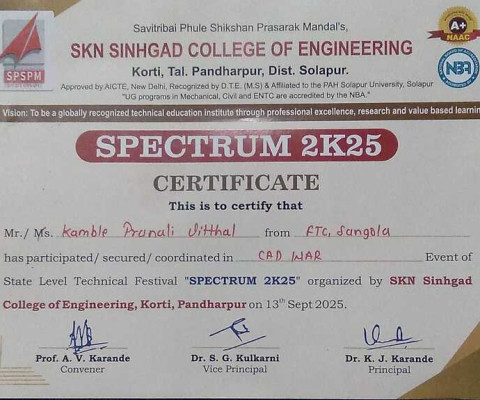 Savitribai Phule Shikshan Prasarak Mandal's,
SKN SINHGAD COLLEGE OF ENGINEERING
Korti, Tal. Pandharpur, Dist. Solapur.
Approved by AICTE, New Delhi, Recognized by D.T.E. (M.S) & Affiliated to the PAH Solapur University, Solapur
"UG programs in Mechanical, Civil and ENTC are accredited by the NBA."
SPSPM
A+
NAAC
NBA
Vision: To be a globally recognized technical education institute through professional excellence, research and value based learnin
SPECTRUM 2K25
CERTIFICATE
This is to certify that
Mr./ Ms. Kamble Pranali Vitthal from FTC, Sangola
has participated/ secured/ coordinated in CAD WAR Event of
State Level Technical Festival "SPECTRUM 2K25" organized by SKN Sinhgad
College of Engineering, Korti, Pandharpur on 13th Sept 2025.
Prof. A. V. Karande Dr. S. G. Kulkarni Dr. K. J. Karande
Convener Vice Principal Principal